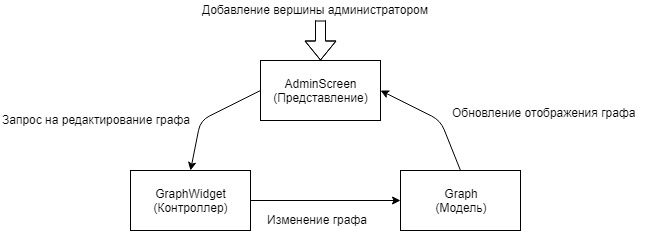 Добавление вершины администратором
AdminScreen
(Представление)
Запрос на редактирование графа
Обновление отображения графа
GraphWidget
(Контроллер)
Изменение графа
Graph
(Модель)